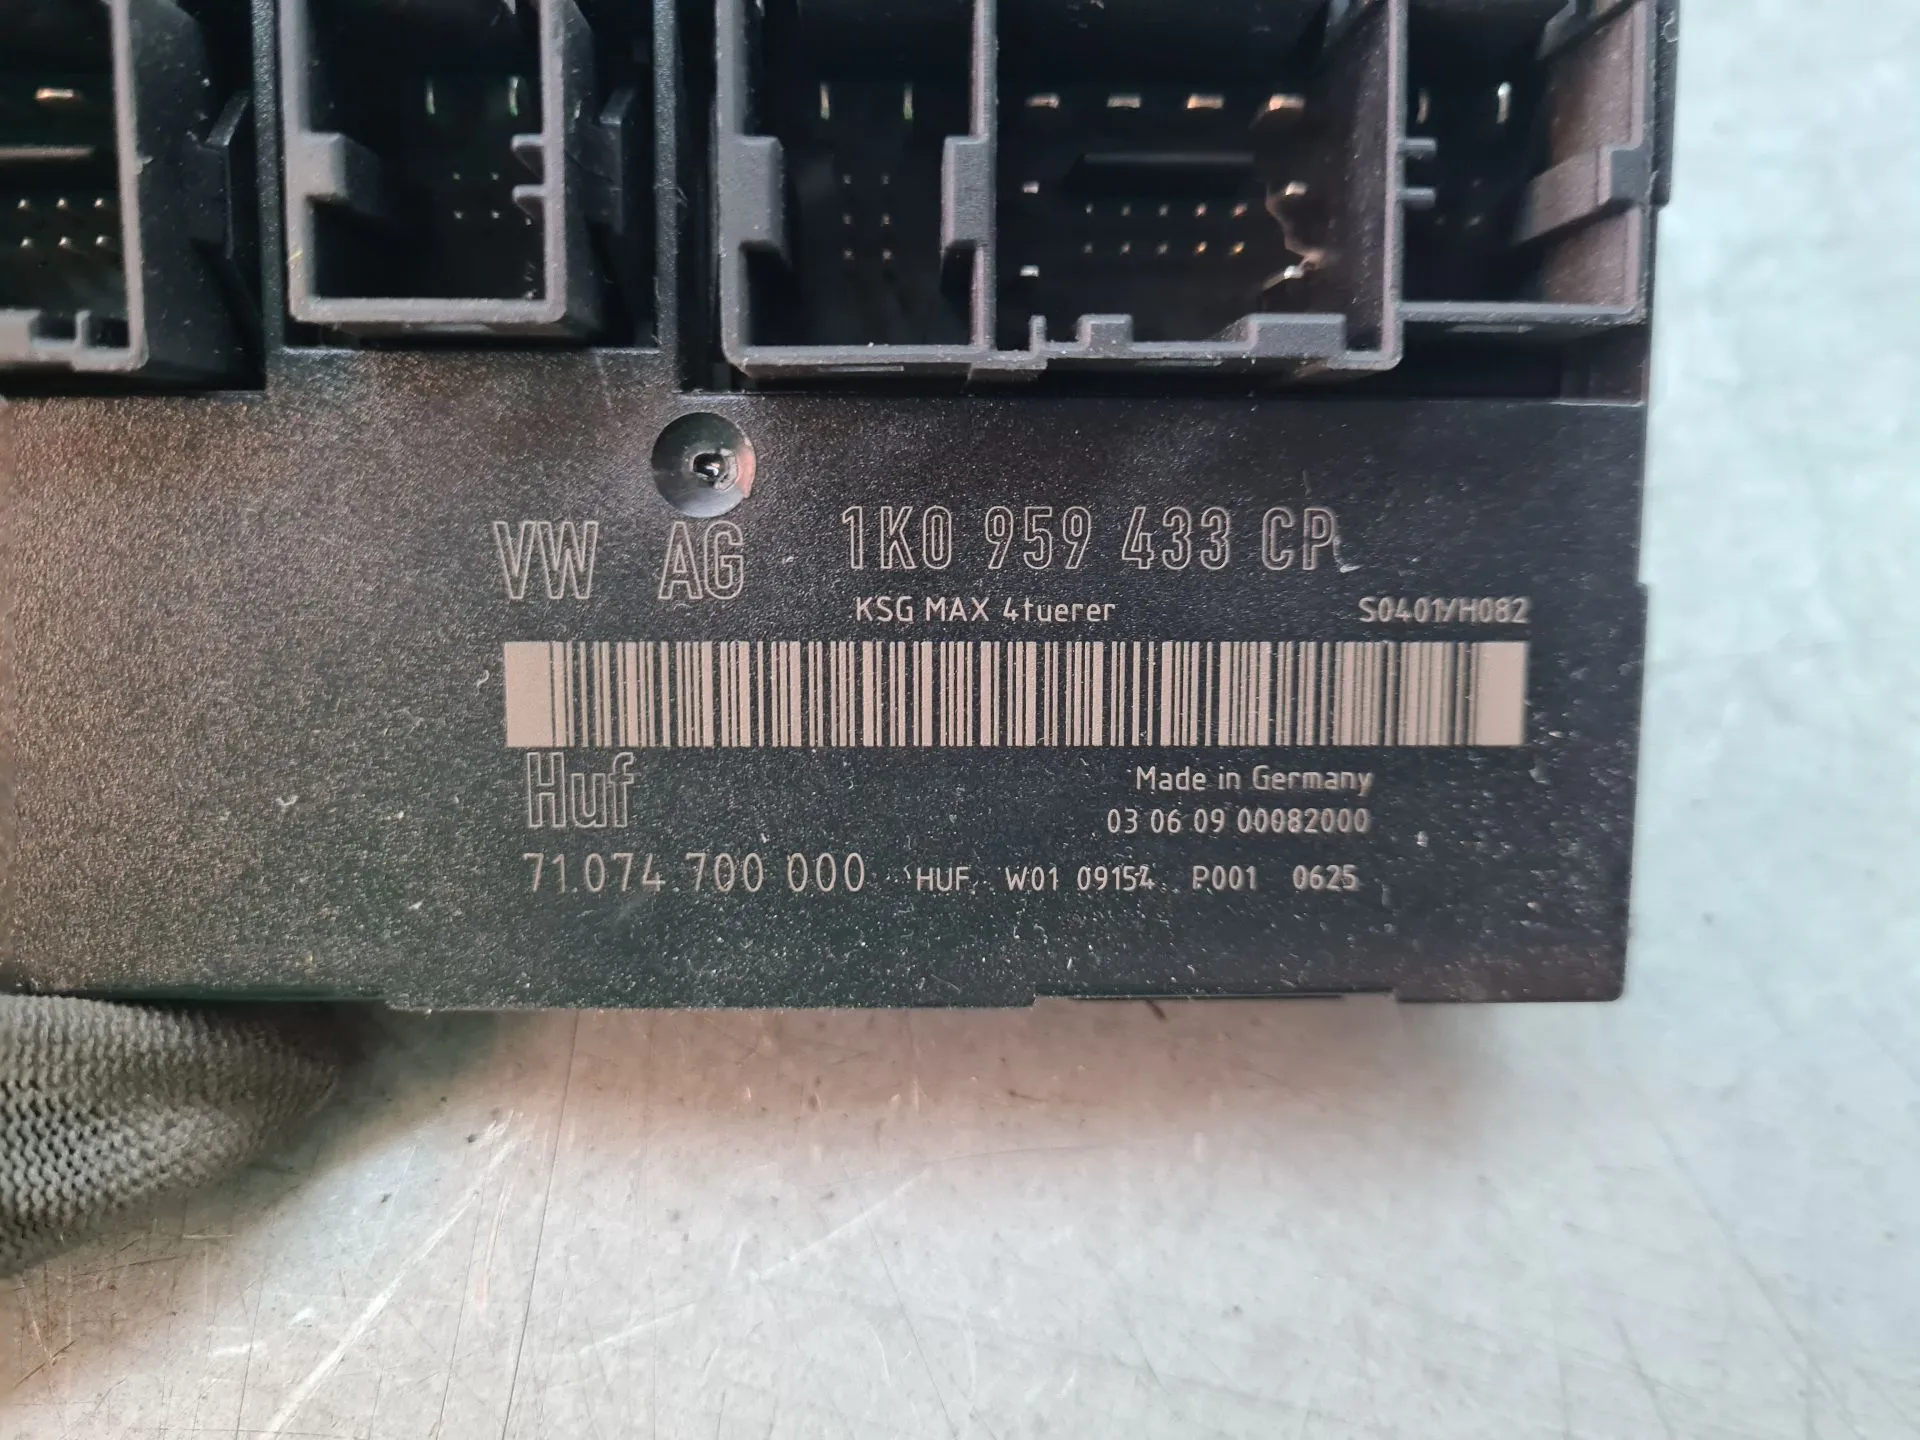 VW AG 1K0 959 433 CP
KSG MAX 4tuerer S0401/H082
Huf
Made in Germany
03 06 09 00082000
71.074 700 000 HUF W01 09154 P001 0625